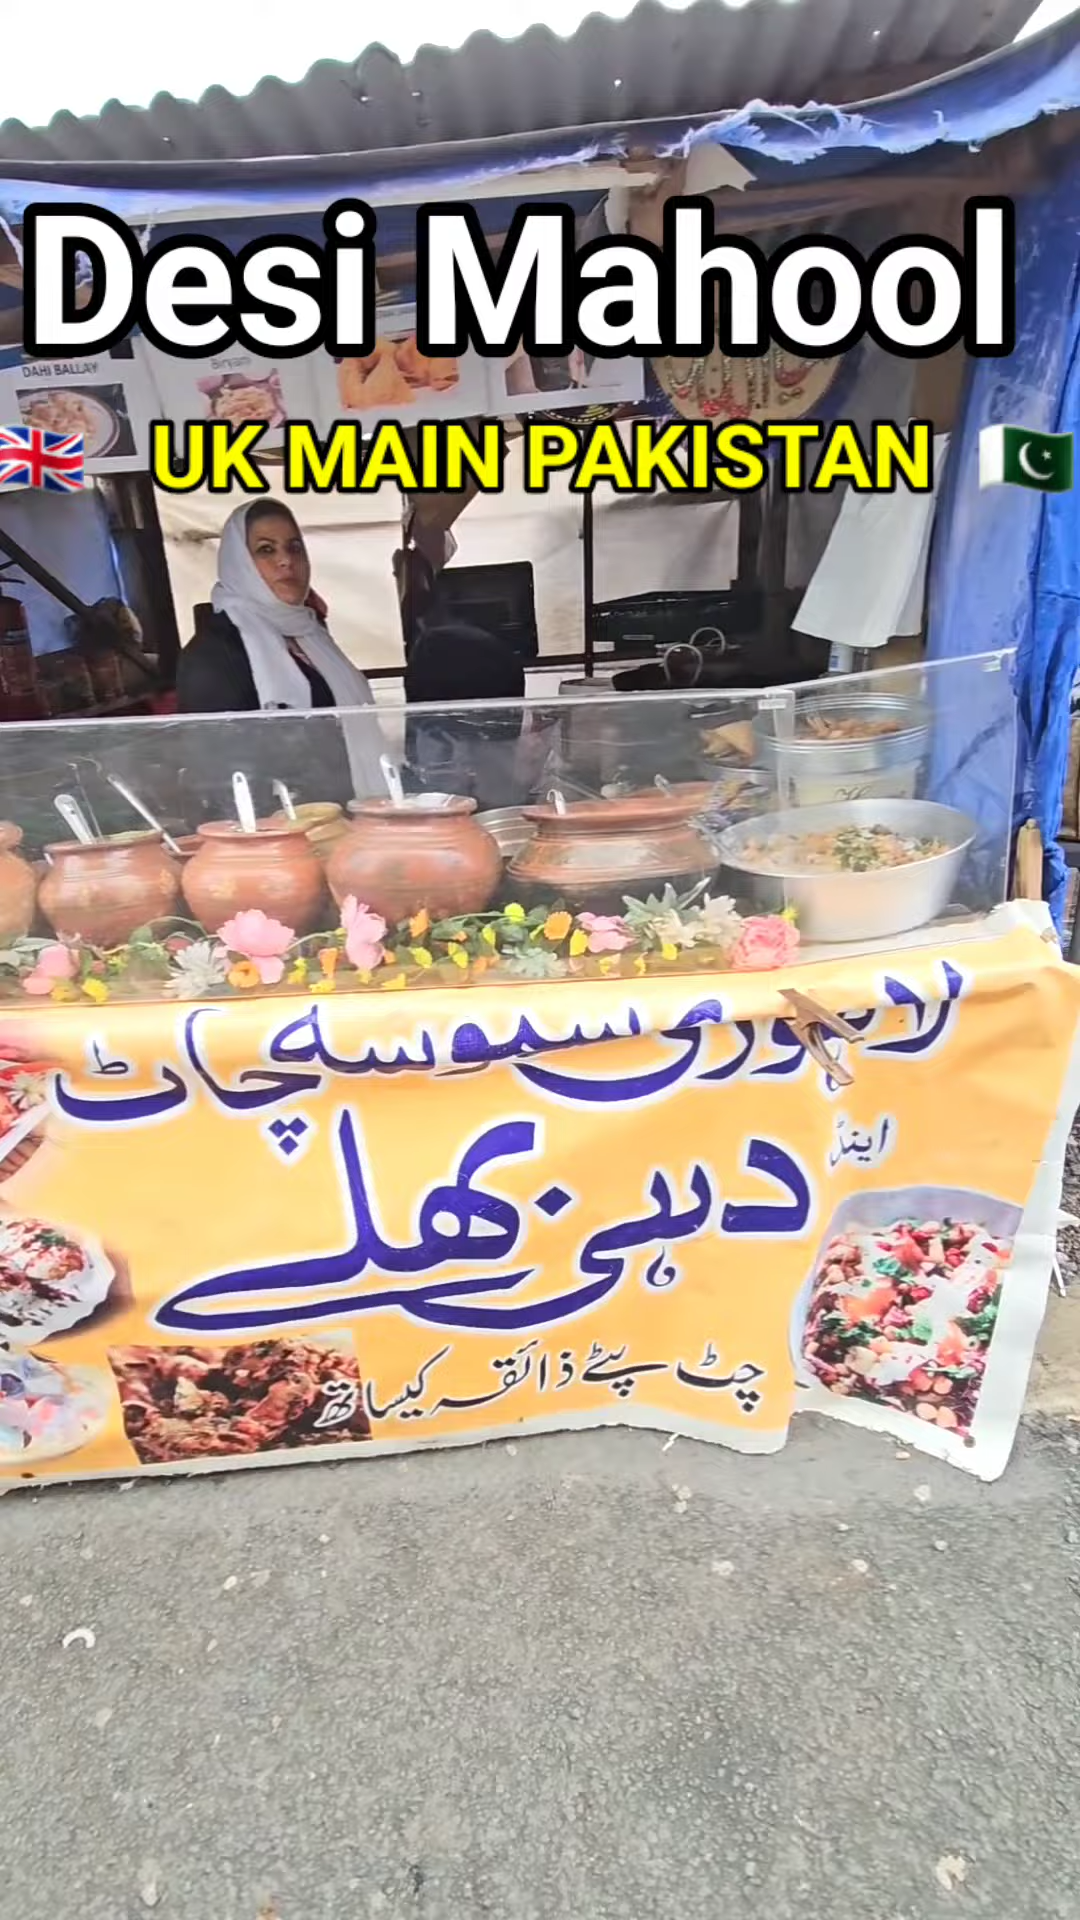 Desi Mahool
DAHI BALLAY
Biryani
🇬🇧 UK MAIN PAKISTAN 🇵🇰
لاہوری سموسہ چاٹ
اینڈ
دہی بھلے
چٹ پٹے ذائقہ کیساتھ